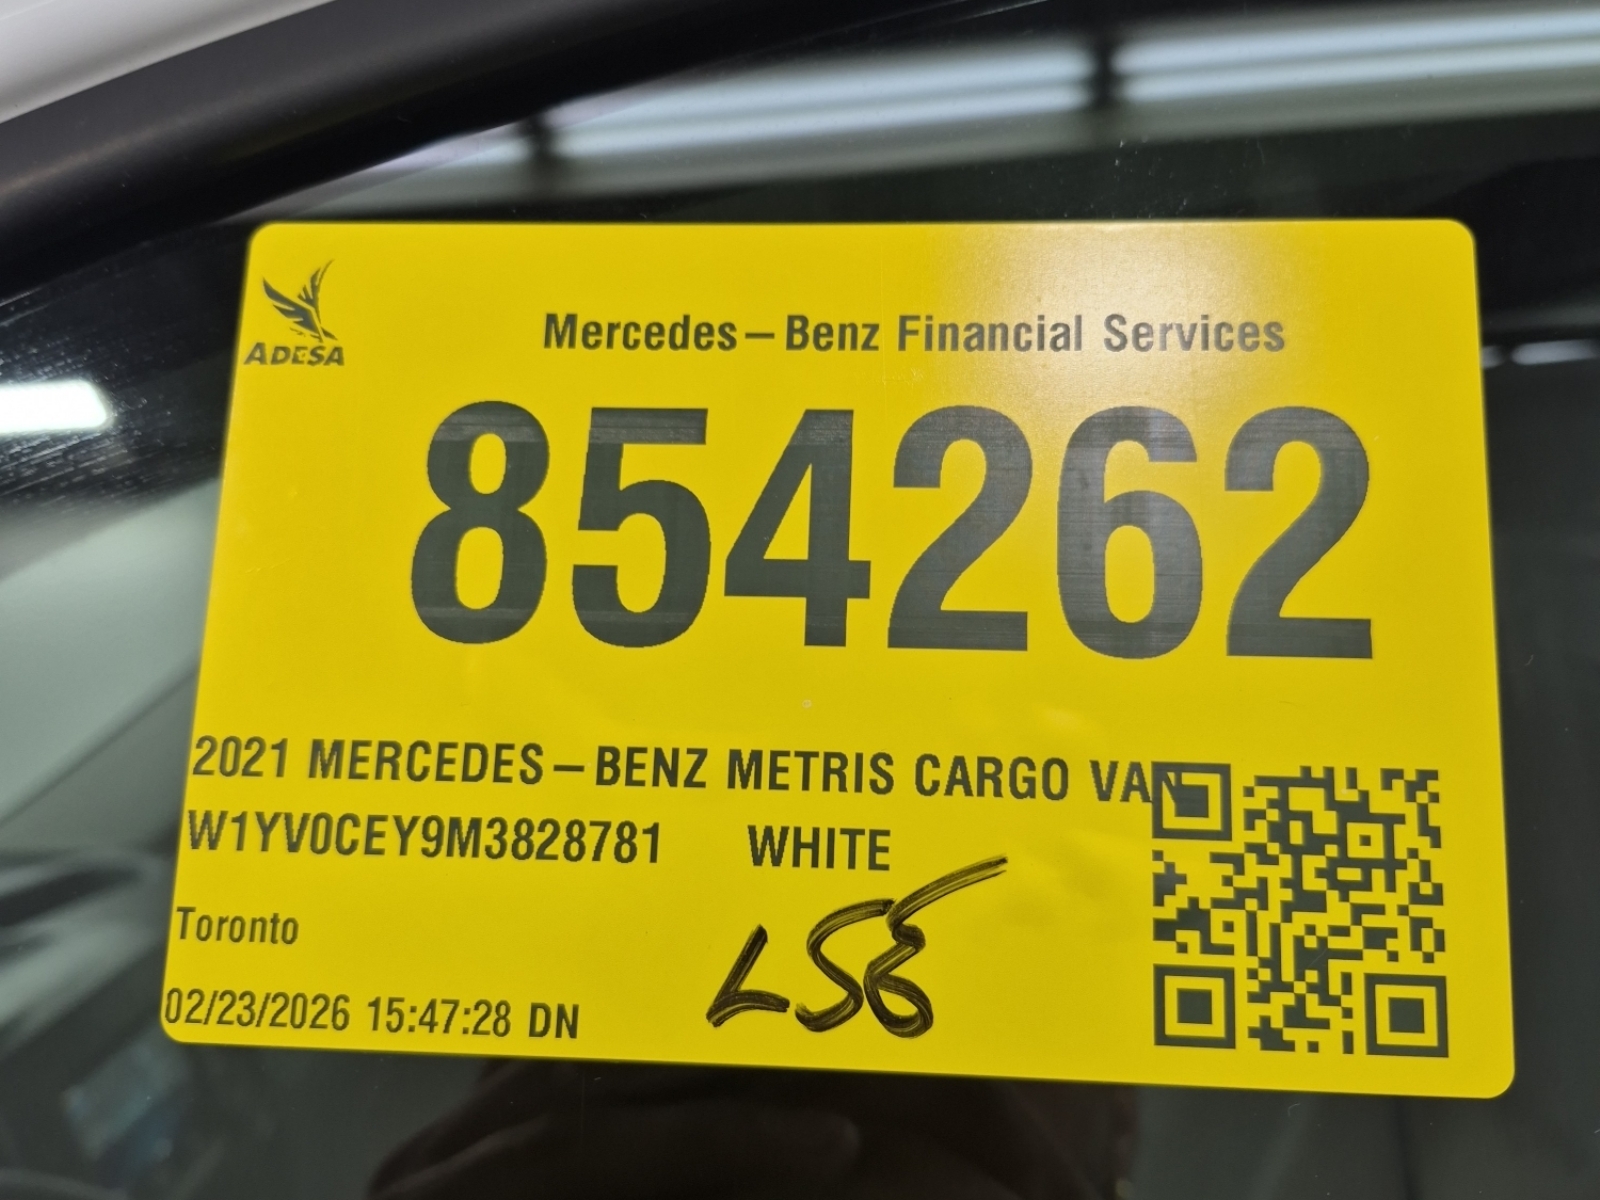 ADESA
Mercedes-Benz Financial Services
854262
2021 MERCEDES-BENZ METRIS CARGO VAN
W1YV0CEY9M3828781 WHITE
Toronto
02/23/2026 15:47:28 DN